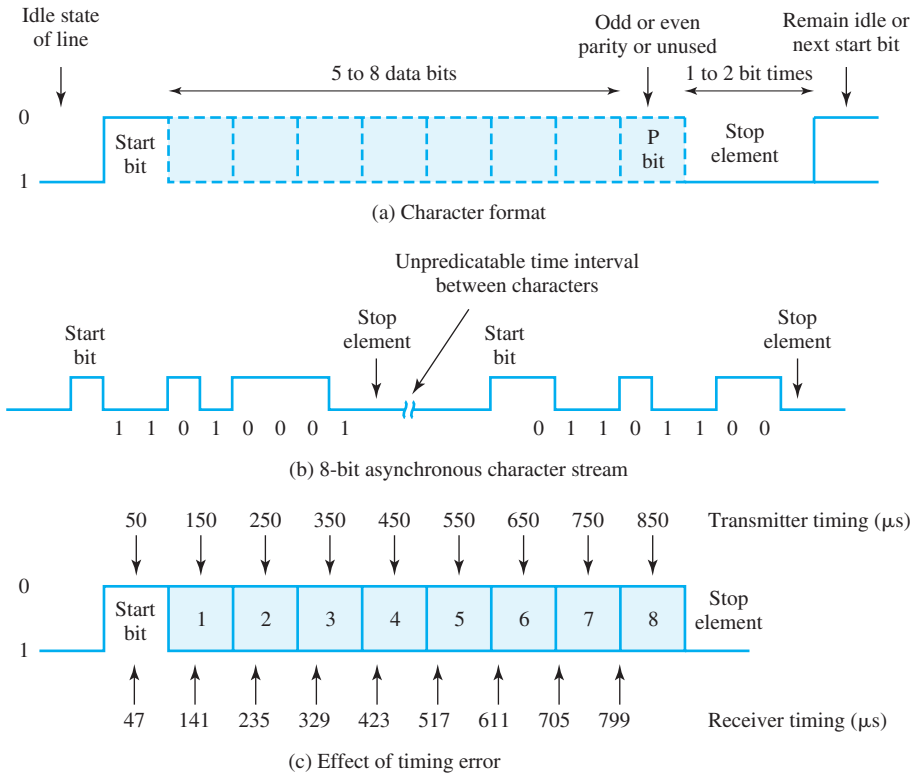 Idle state
of line
Odd or even
parity or unused
Remain idle or
next start bit
5 to 8 data bits
1 to 2 bit times
0
Start
bit
P
bit
Stop
element
1
(a) Character format
Unpredicatable time interval
between characters
Start
bit
Stop
element
Start
bit
Stop
element
1 1 0 1 0 0 0 1
0 1 1 0 1 1 0 0
(b) 8-bit asynchronous character stream
50 150 250 350 450 550 650 750 850 Transmitter timing (μs)
0
Start
bit
1 2 3 4 5 6 7 8
Stop
element
1
47 141 235 329 423 517 611 705 799 Receiver timing (μs)
(c) Effect of timing error